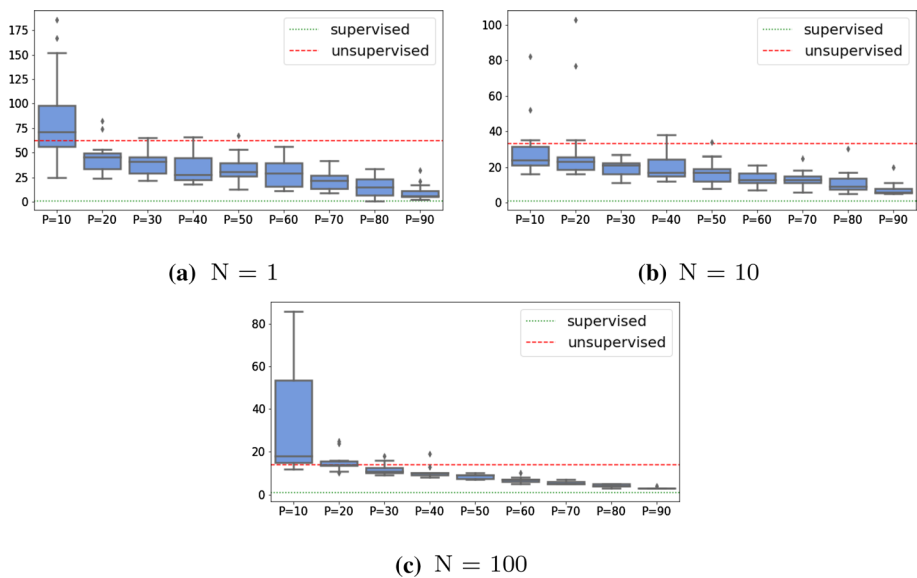 175
150
125
100
75
50
25
0
supervised
unsupervised
P=10 P=20 P=30 P=40 P=50 P=60 P=70 P=80 P=90
(a) N = 1
100
80
60
40
20
0
supervised
unsupervised
P=10 P=20 P=30 P=40 P=50 P=60 P=70 P=80 P=90
(b) N = 10
80
60
40
20
0
supervised
unsupervised
P=10 P=20 P=30 P=40 P=50 P=60 P=70 P=80 P=90
(c) N = 100